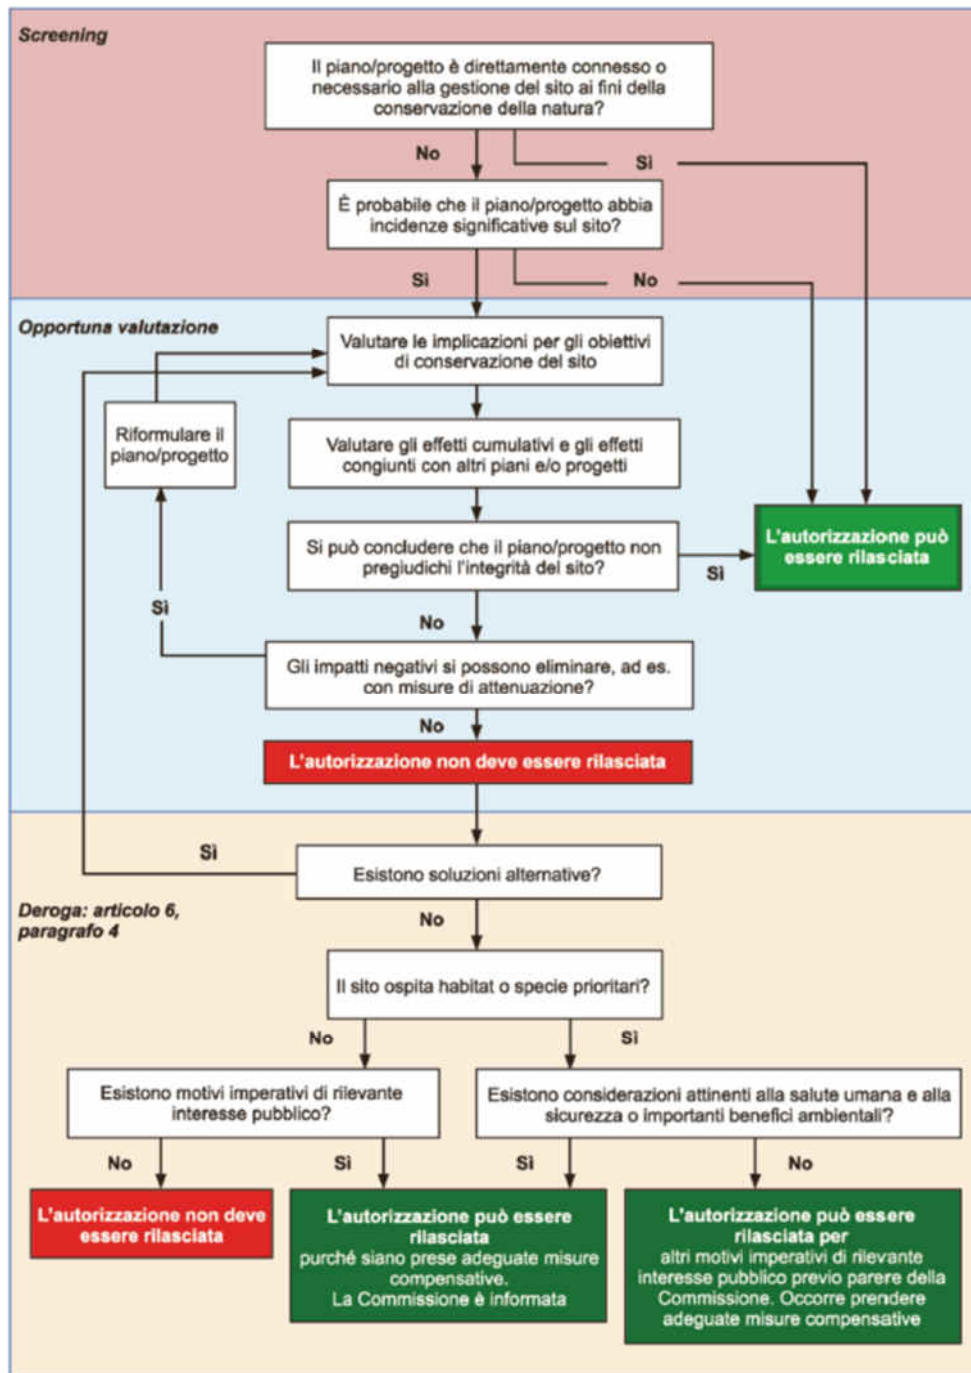 Screening
Il piano/progetto è direttamente connesso o
necessario alla gestione del sito ai fini della
conservazione della natura?
No
Sì
È probabile che il piano/progetto abbia
incidenze significative sul sito?
Sì
No
Opportuna valutazione
Valutare le implicazioni per gli obiettivi
di conservazione del sito
Riformulare il
piano/progetto
Valutare gli effetti cumulativi e gli effetti
congiunti con altri piani e/o progetti
Si può concludere che il piano/progetto non
pregiudichi l'integrità del sito?
Sì
L'autorizzazione può
essere rilasciata
Sì
No
Gli impatti negativi si possono eliminare, ad es.
con misure di attenuazione?
No
L'autorizzazione non deve essere rilasciata
Sì
Esistono soluzioni alternative?
Deroga: articolo 6,
paragrafo 4
No
Il sito ospita habitat o specie prioritari?
No
Sì
Esistono motivi imperativi di rilevante
interesse pubblico?
Esistono considerazioni attinenti alla salute umana e alla
sicurezza o importanti benefici ambientali?
No
Sì
Sì
No
L'autorizzazione non deve
essere rilasciata
L'autorizzazione può essere
rilasciata
purché siano prese adeguate misure
compensative.
La Commissione è informata
L'autorizzazione può essere
rilasciata per
altri motivi imperativi di rilevante
interesse pubblico previo parere della
Commissione. Occorre prendere
adeguate misure compensative